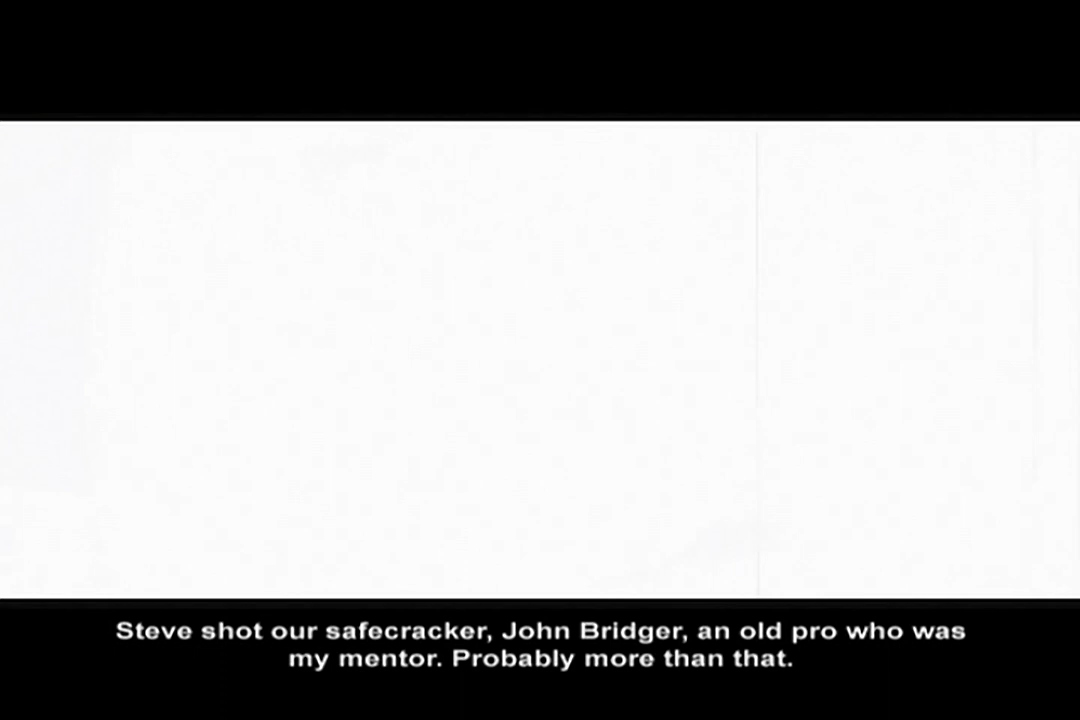 Steve shot our safecracker, John Bridger, an old pro who was
my mentor. Probably more than that.